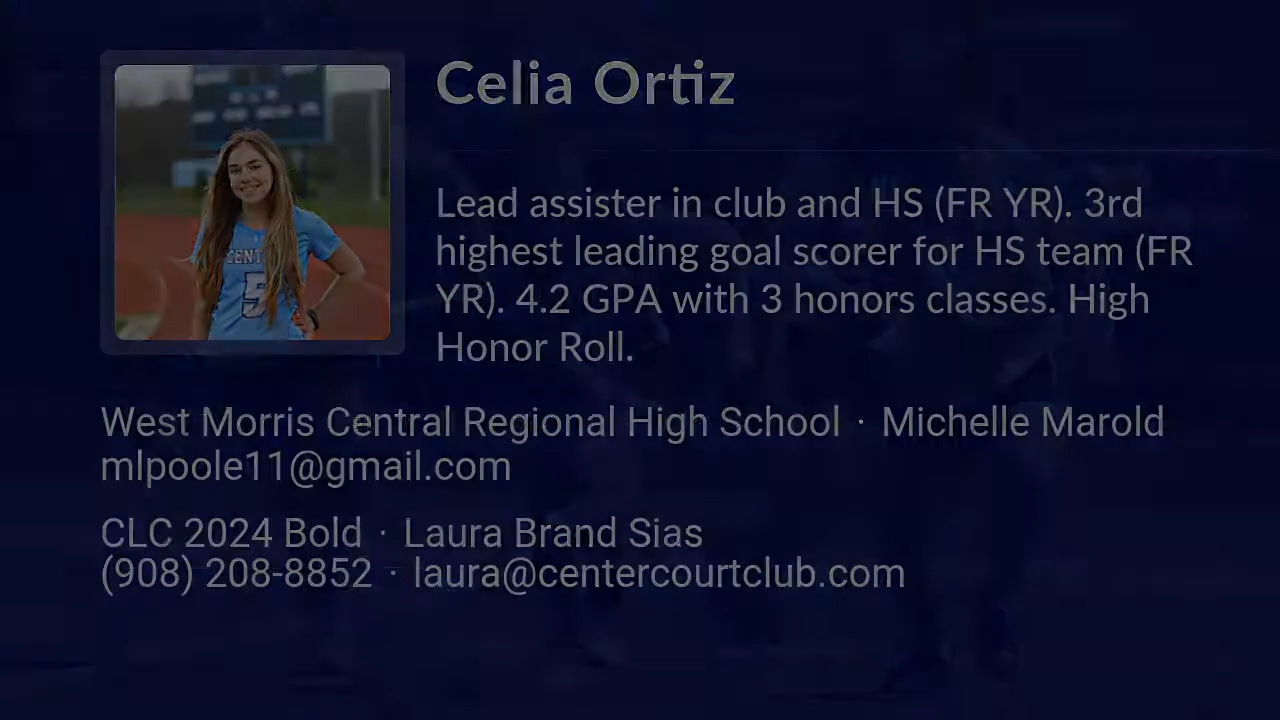 Celia Ortiz
Lead assister in club and HS (FR YR). 3rd
highest leading goal scorer for HS team (FR
YR). 4.2 GPA with 3 honors classes. High
Honor Roll.
CENT
5
West Morris Central Regional High School · Michelle Marold
mlpoole11@gmail.com
CLC 2024 Bold · Laura Brand Sias
(908) 208-8852 · laura@centercourtclub.com